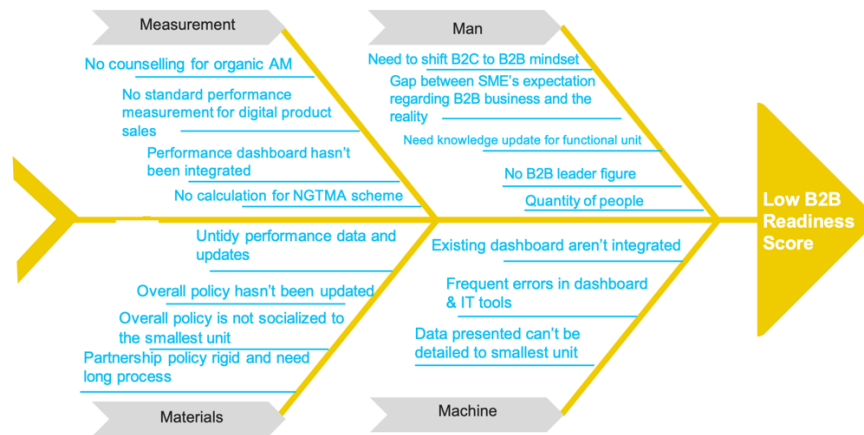 Measurement
No counselling for organic AM
No standard performance
measurement for digital product
sales
Performance dashboard hasn't
been integrated
No calculation for NGTMA scheme
Man
Need to shift B2C to B2B mindset
Gap between SME's expectation
regarding B2B business and the
reality
Need knowledge update for functional unit
No B2B leader figure
Quantity of people
Low B2B
Readiness
Score
Untidy performance data and
updates
Overall policy hasn't been updated
Overall policy is not socialized to
the smallest unit
Partnership policy rigid and need
long process
Materials
Existing dashboard aren't integrated
Frequent errors in dashboard
& IT tools
Data presented can't be
detailed to smallest unit
Machine